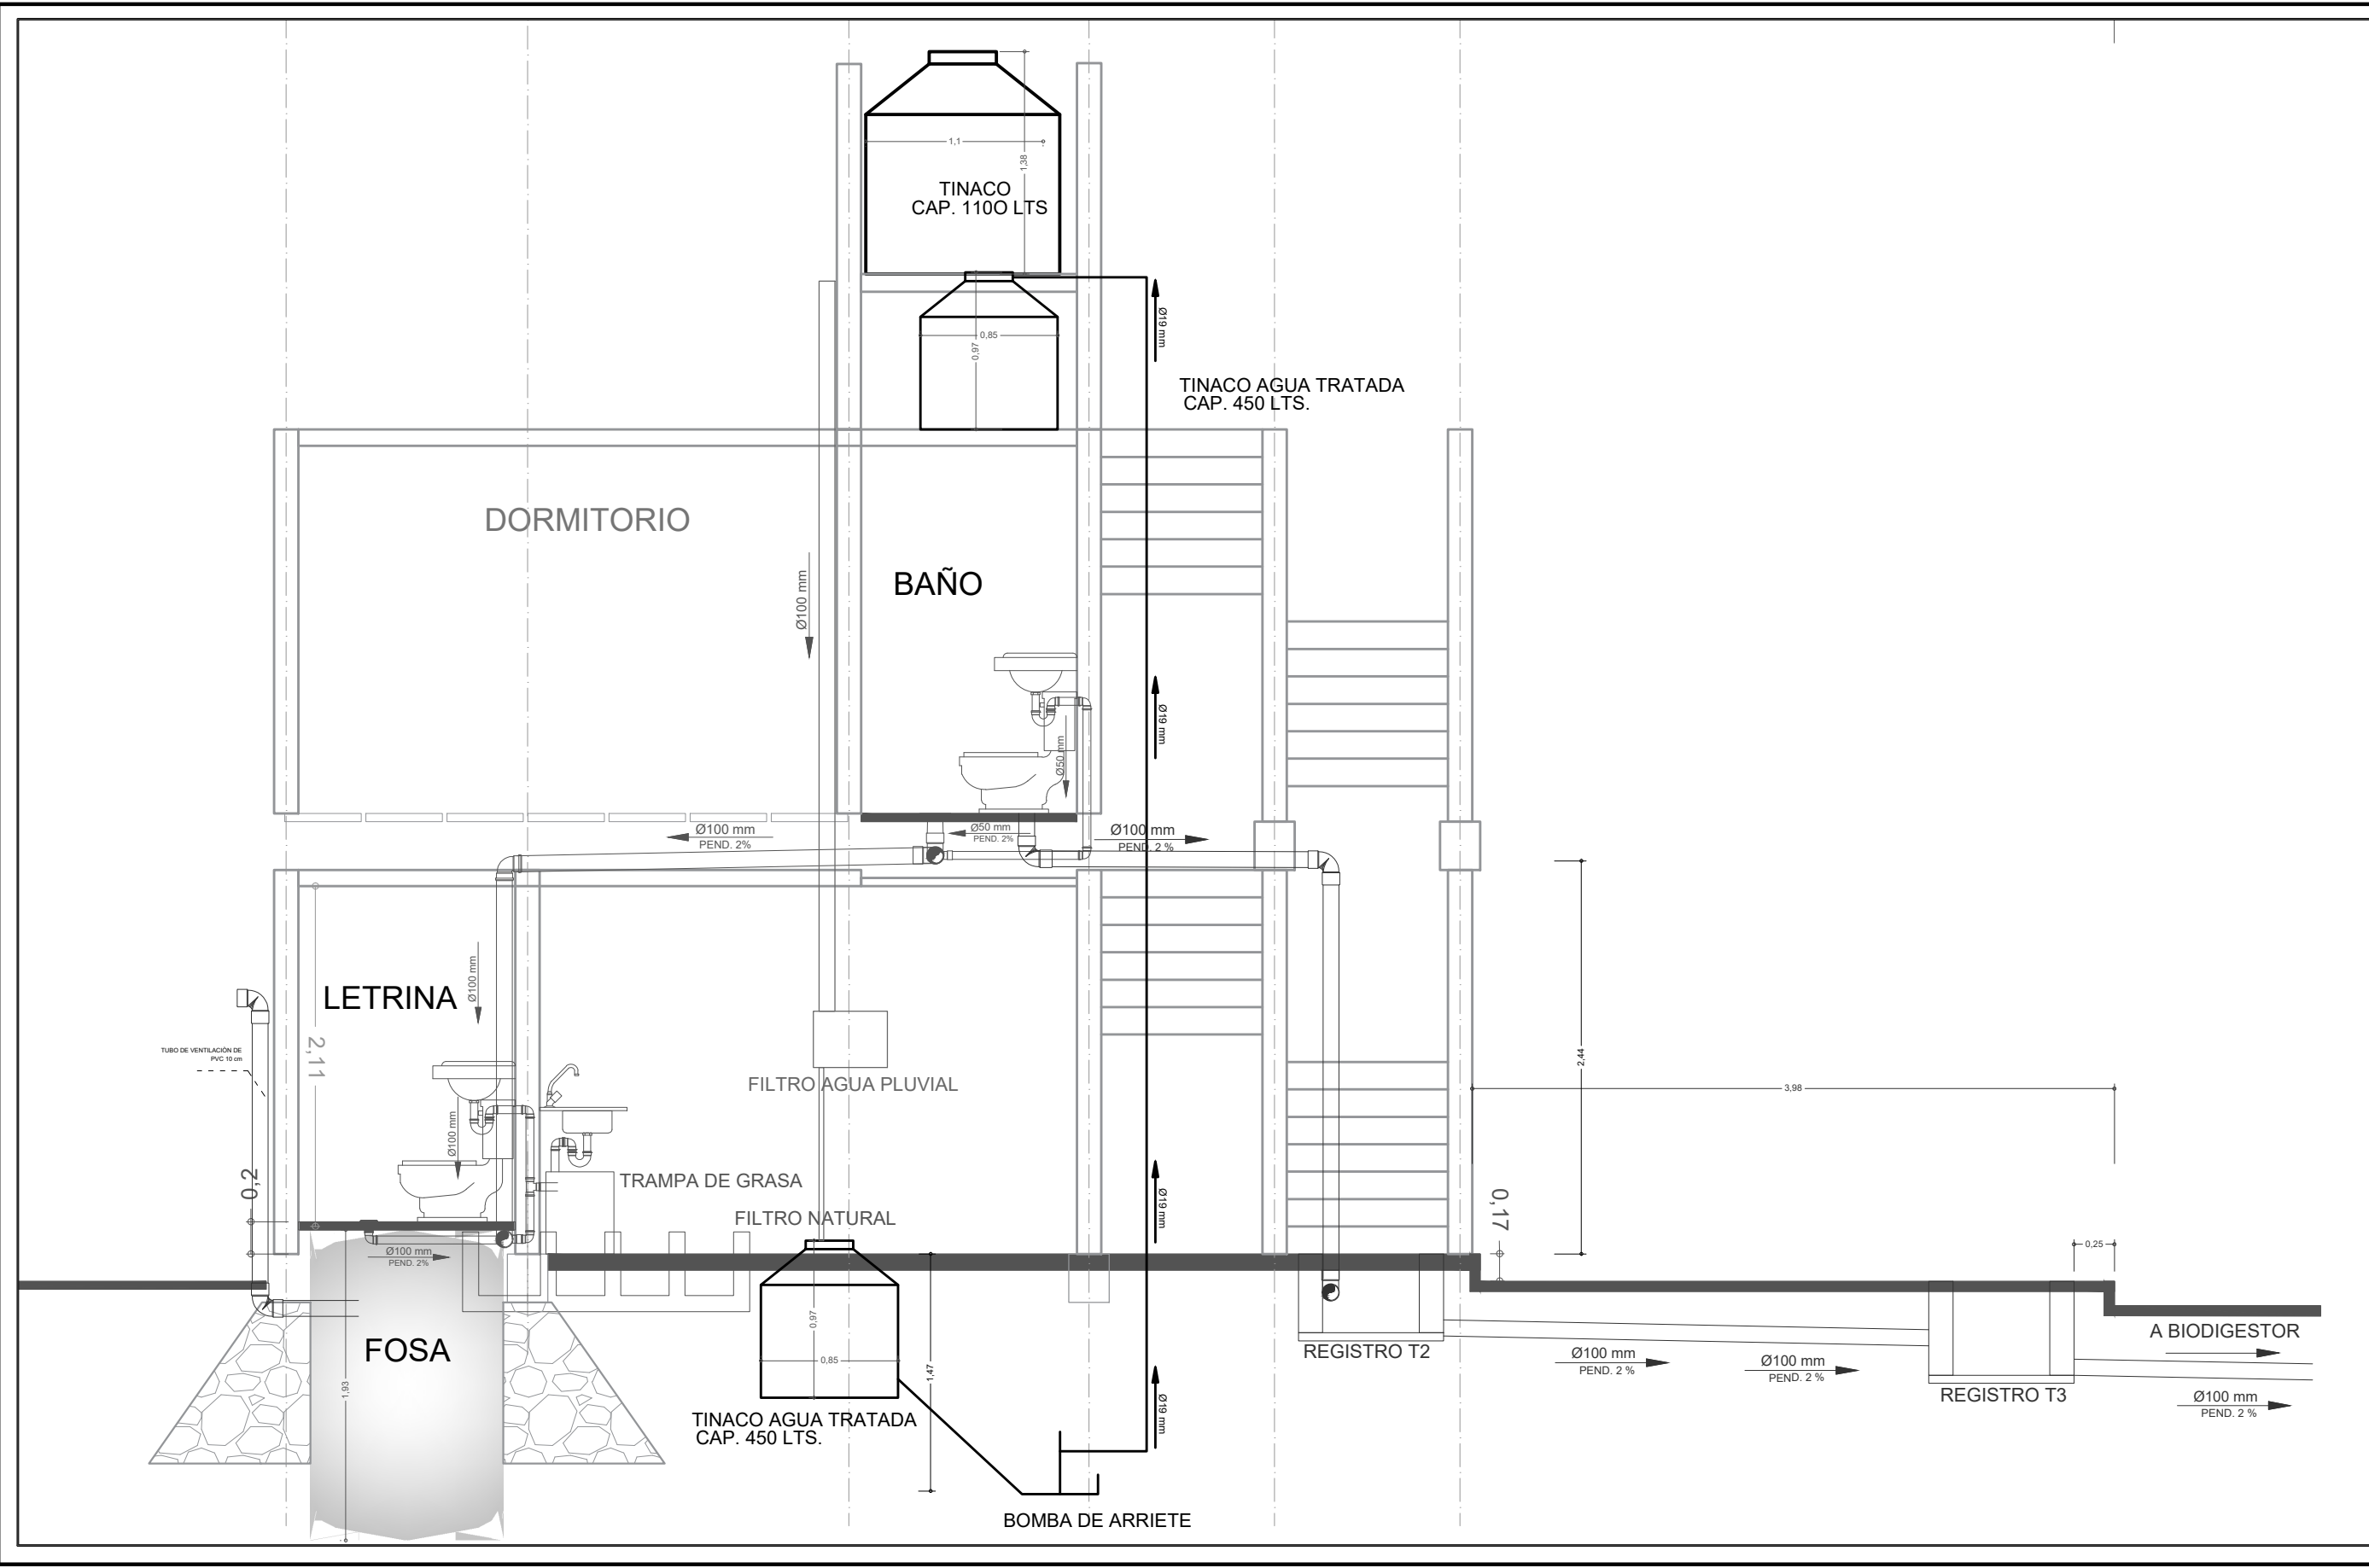 1,1
1,38
TINACO
CAP. 110O LTS
0,85
0,97
Ø19 mm
TINACO AGUA TRATADA
CAP. 450 LTS.
DORMITORIO
BAÑO
Ø100 mm
Ø19 mm
Ø50 mm
Ø100 mm
PEND. 2%
Ø50 mm
PEND. 2%
Ø100 mm
PEND. 2 %
LETRINA
Ø100 mm
2,11
TUBO DE VENTILACIÓN DE
PVC 10 cm
2,44
FILTRO AGUA PLUVIAL
3,98
Ø100 mm
0,2
TRAMPA DE GRASA
FILTRO NATURAL
Ø19 mm
0,17
0,25
Ø100 mm
PEND. 2%
0,97
0,85
1,47
FOSA
1,93
REGISTRO T2
Ø100 mm
PEND. 2 %
Ø100 mm
PEND. 2 %
A BIODIGESTOR
REGISTRO T3
Ø100 mm
PEND. 2 %
Ø19 mm
TINACO AGUA TRATADA
CAP. 450 LTS.
BOMBA DE ARRIETE